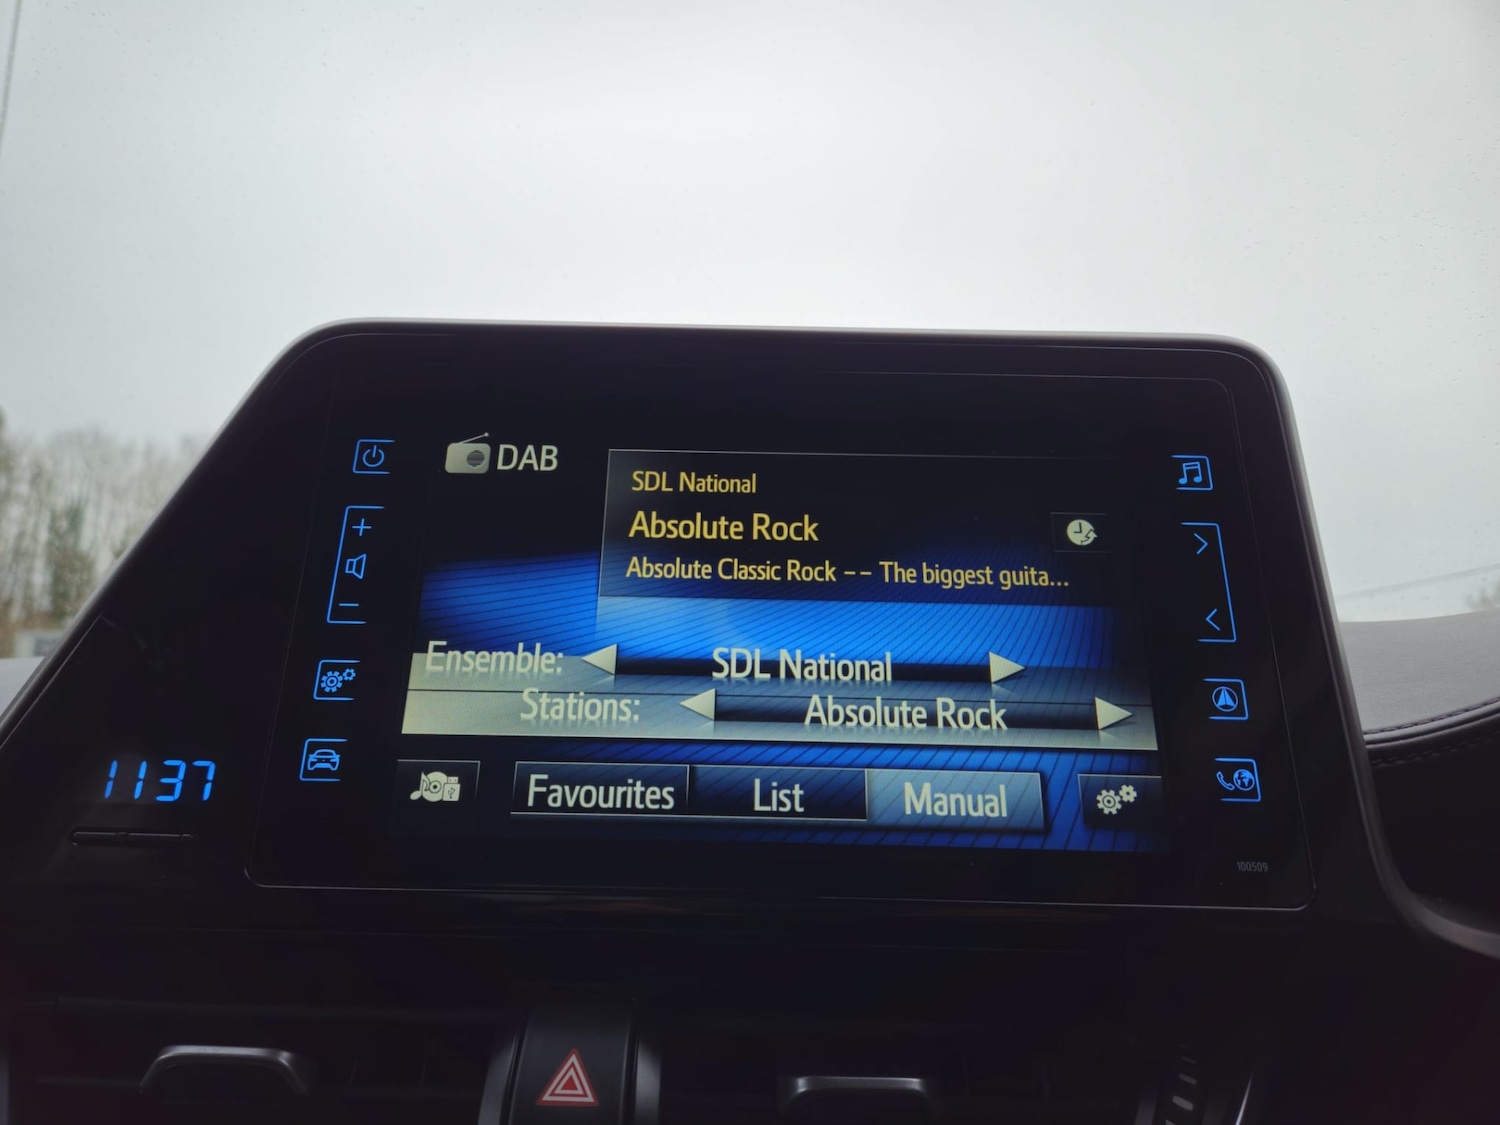 DAB
SDL National
Absolute Rock
Absolute Classic Rock -- The biggest guita...
Ensemble: SDL National
Stations: Absolute Rock
1137
Favourites List Manual
100509